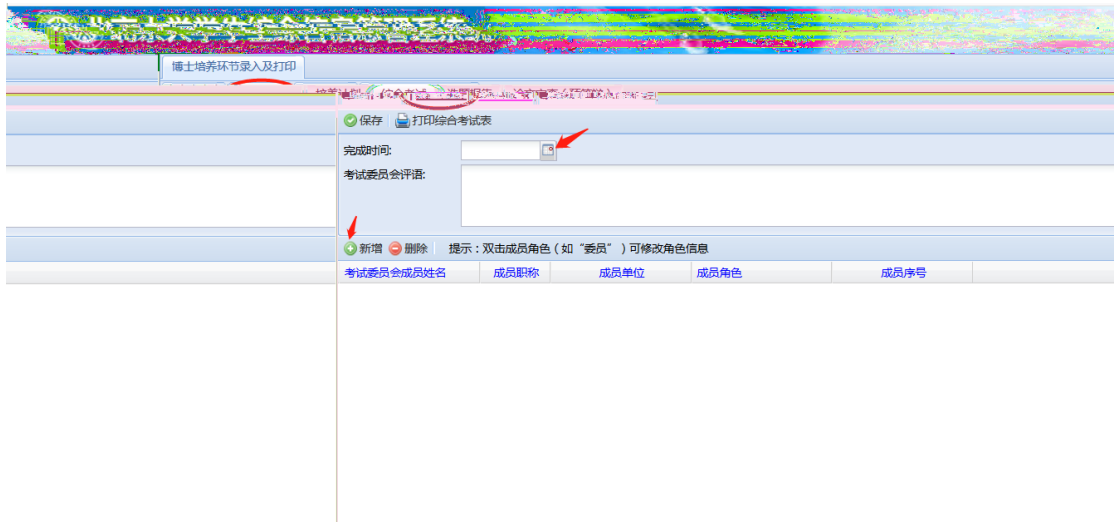 博士培养环节录入及打印
保存 打印综合考试表
完成时间:
考试委员会评语:
新增 删除 提示:双击成员角色(如“委员”)可修改角色信息
考试委员会成员姓名 成员职称 成员单位 成员角色 成员序号